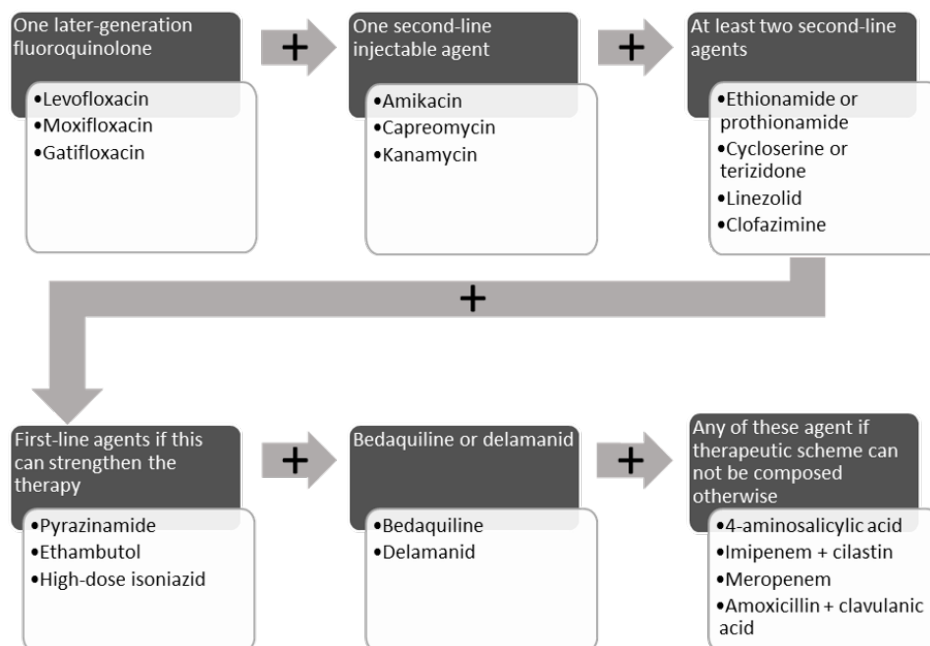 One later-generation
fluoroquinolone
•Levofloxacin
•Moxifloxacin
•Gatifloxacin
+
One second-line
injectable agent
•Amikacin
•Capreomycin
•Kanamycin
+
At least two second-line
agents
•Ethionamide or
prothionamide
•Cycloserine or
terizidone
•Linezolid
•Clofazimine
+
First-line agents if this
can strengthen the
therapy
•Pyrazinamide
•Ethambutol
•High-dose isoniazid
+
Bedaquiline or delamanid
•Bedaquiline
•Delamanid
+
Any of these agent if
therapeutic scheme can
not be composed
otherwise
•4-aminosalicylic acid
•Imipenem + cilastin
•Meropenem
•Amoxicillin + clavulanic
acid